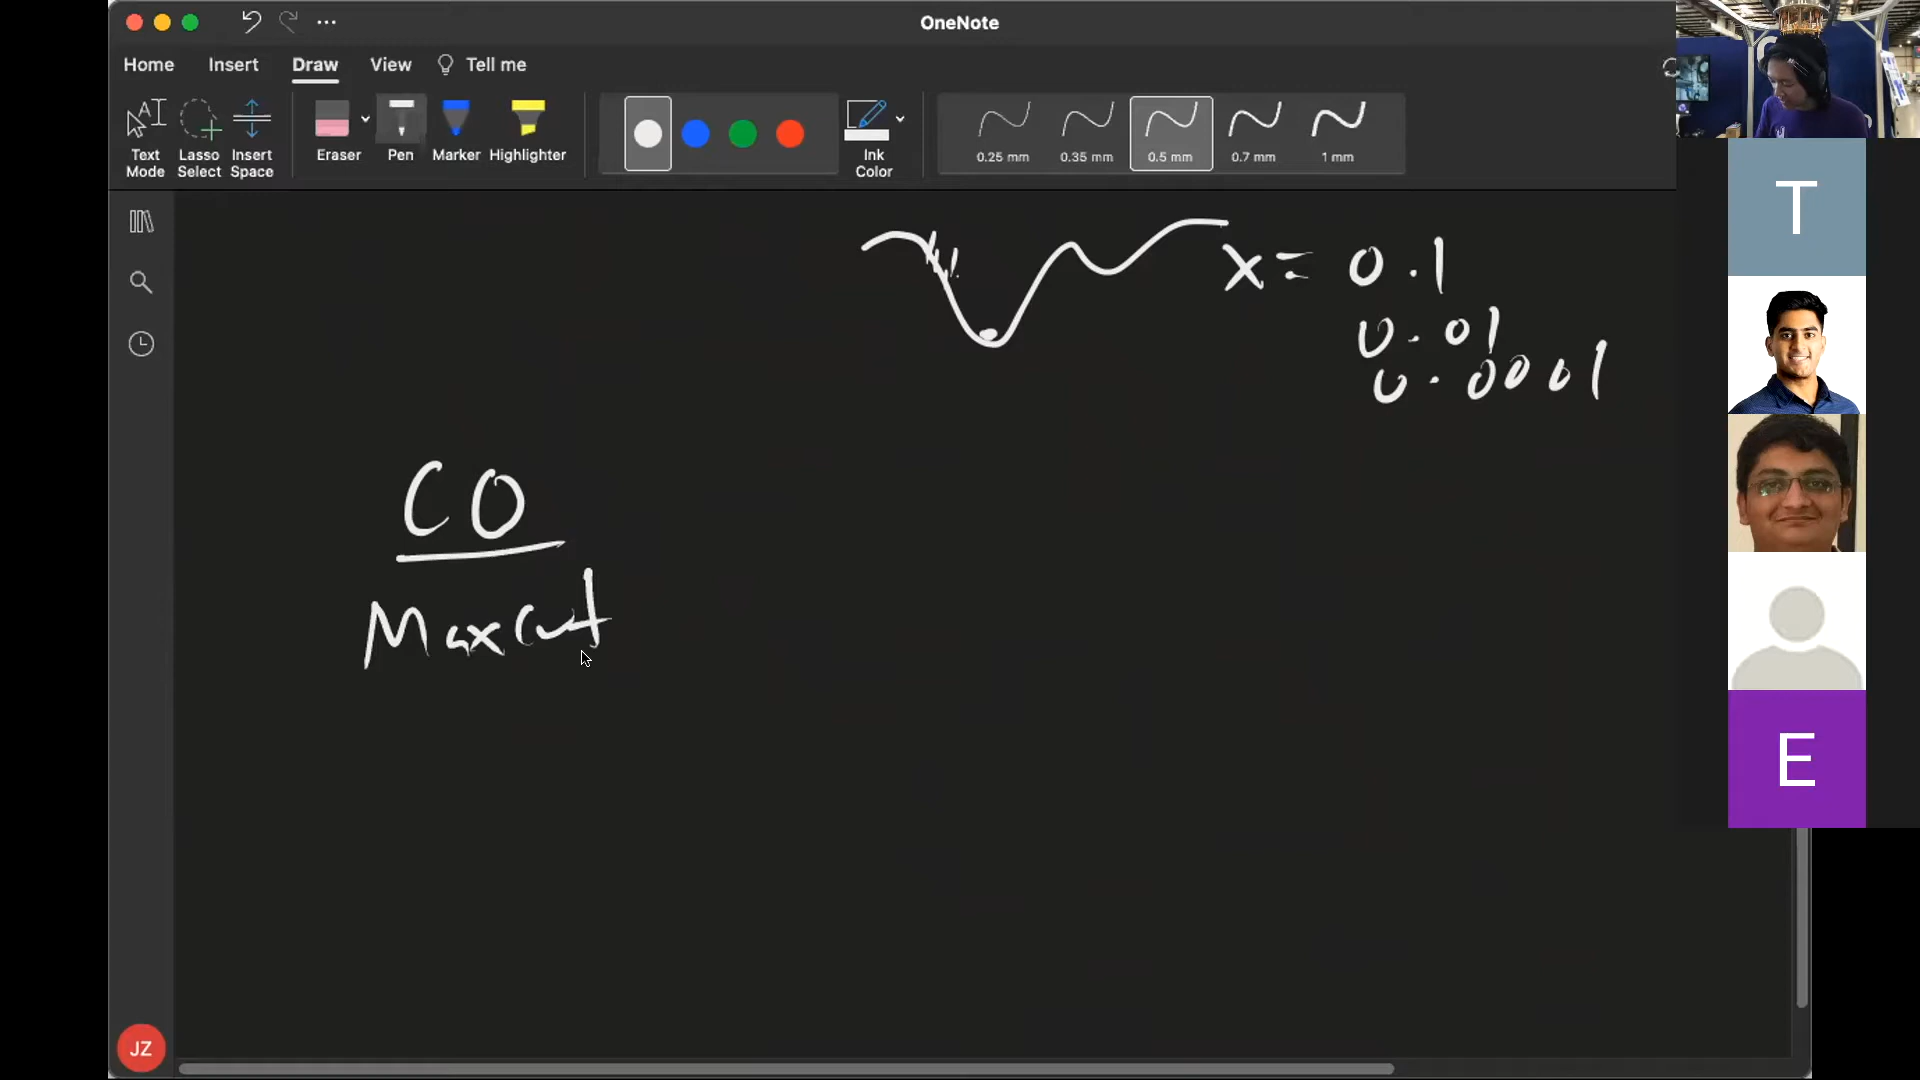 OneNote
Home Insert Draw View Tell me
Text Mode
Lasso Select
Insert Space
Eraser
Pen
Marker
Highlighter
Ink Color
0.25 mm
0.35 mm
0.5 mm
0.7 mm
1 mm
x = 0.1
0.01
0.0001
CO
MaxCut
T
E
JZ